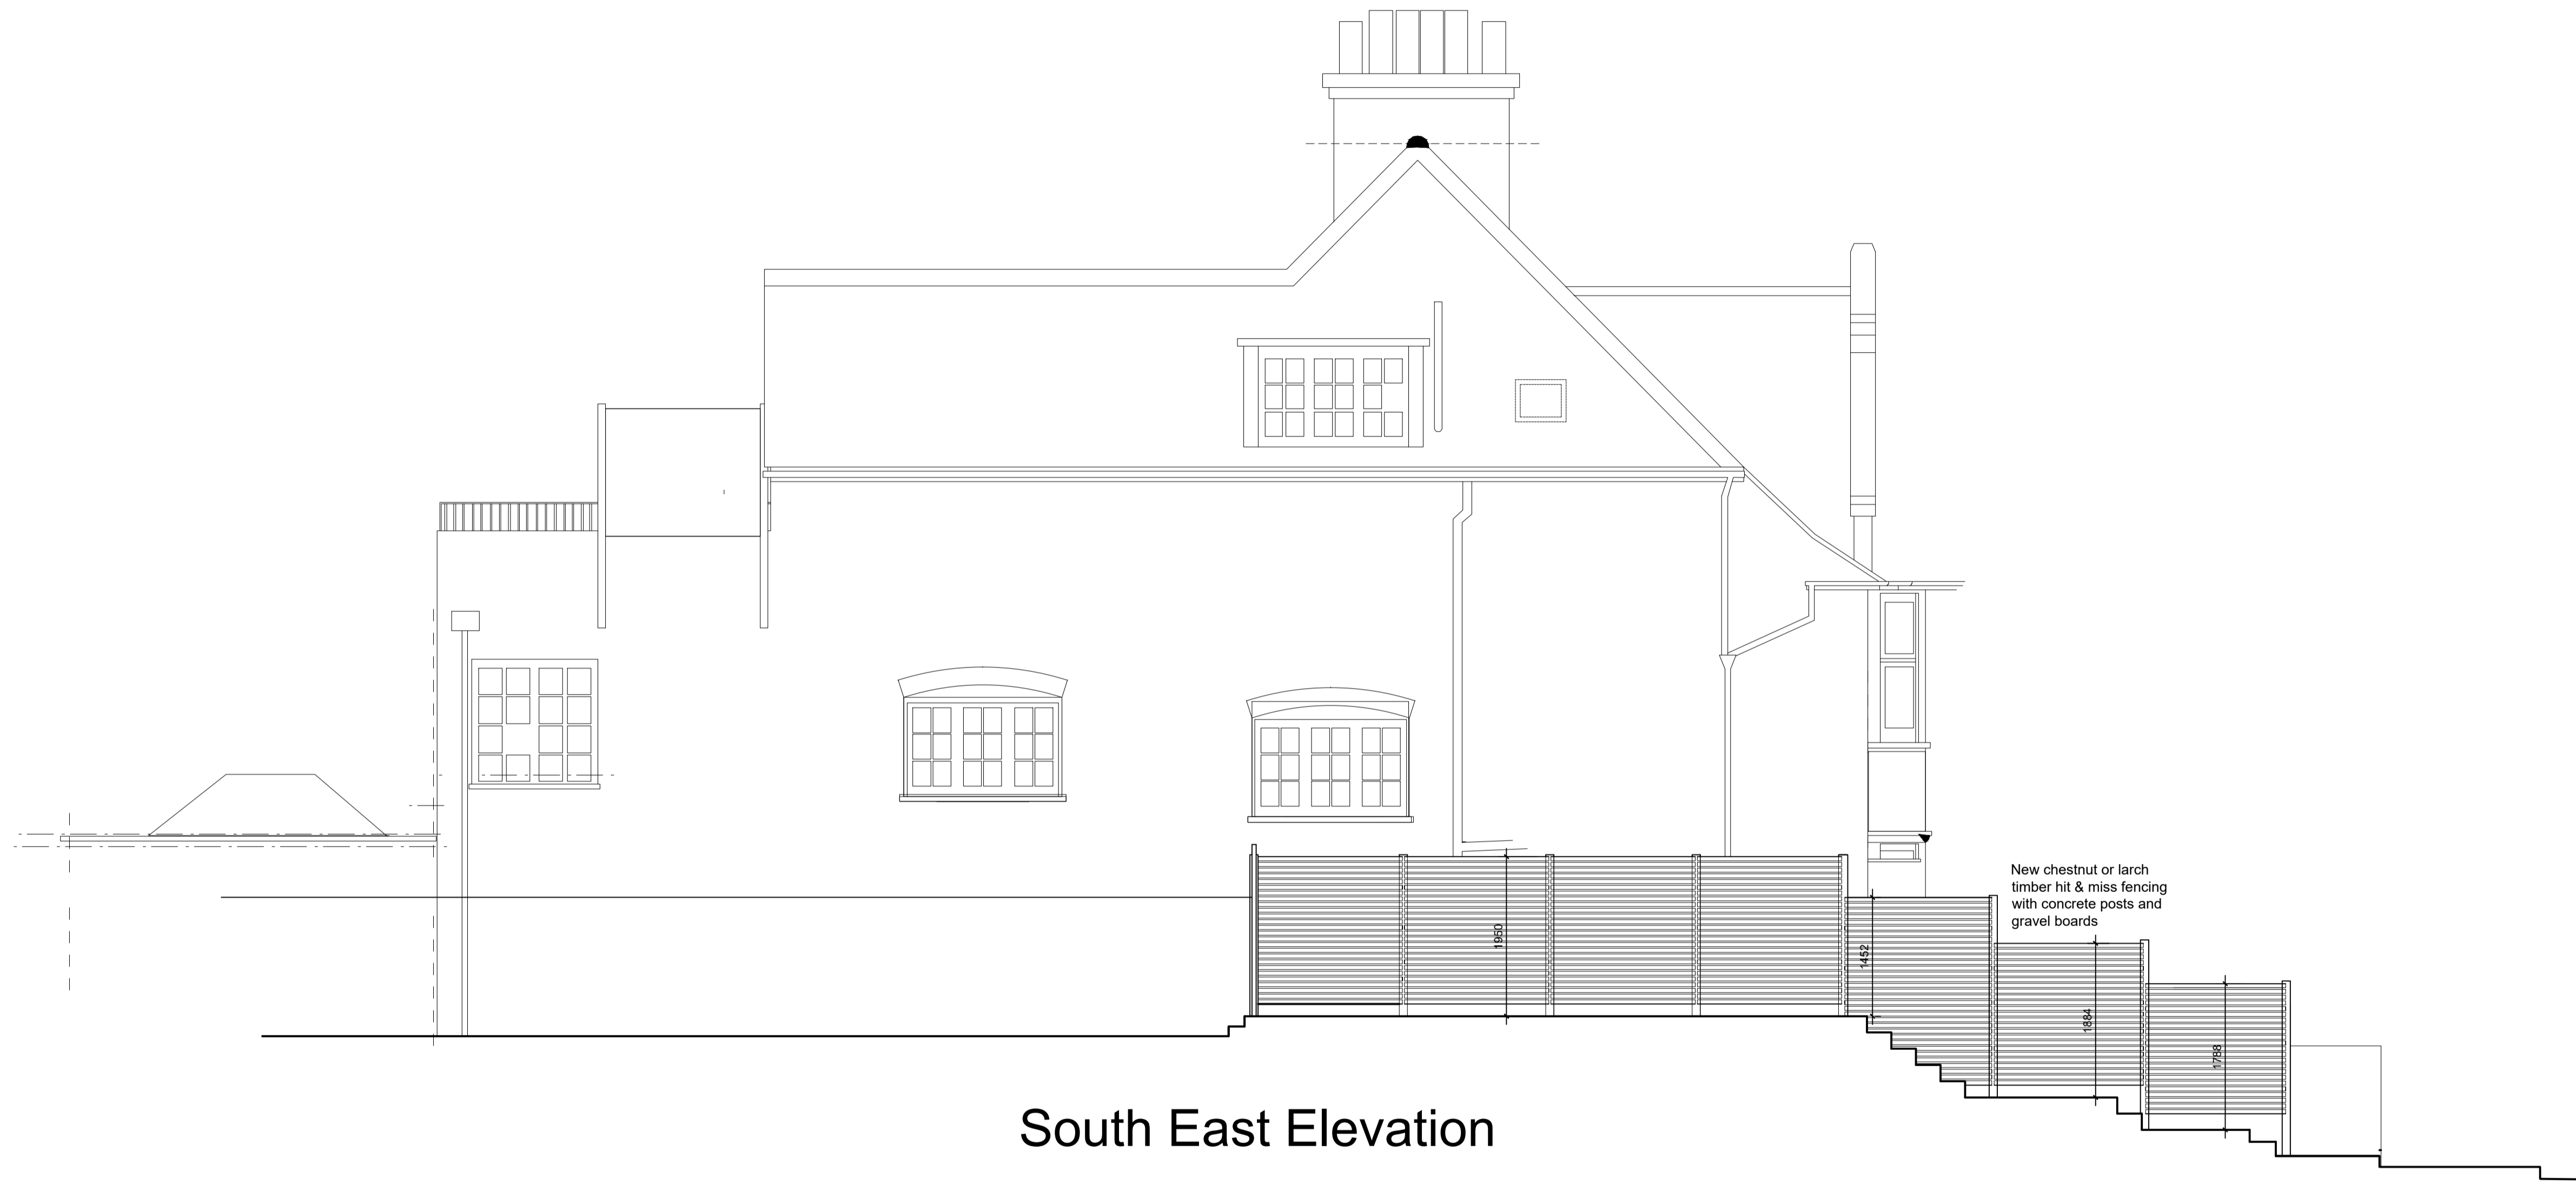 New chestnut or larch
timber hit & miss fencing
with concrete posts and
gravel boards
1950
1452
1884
1788
South East Elevation